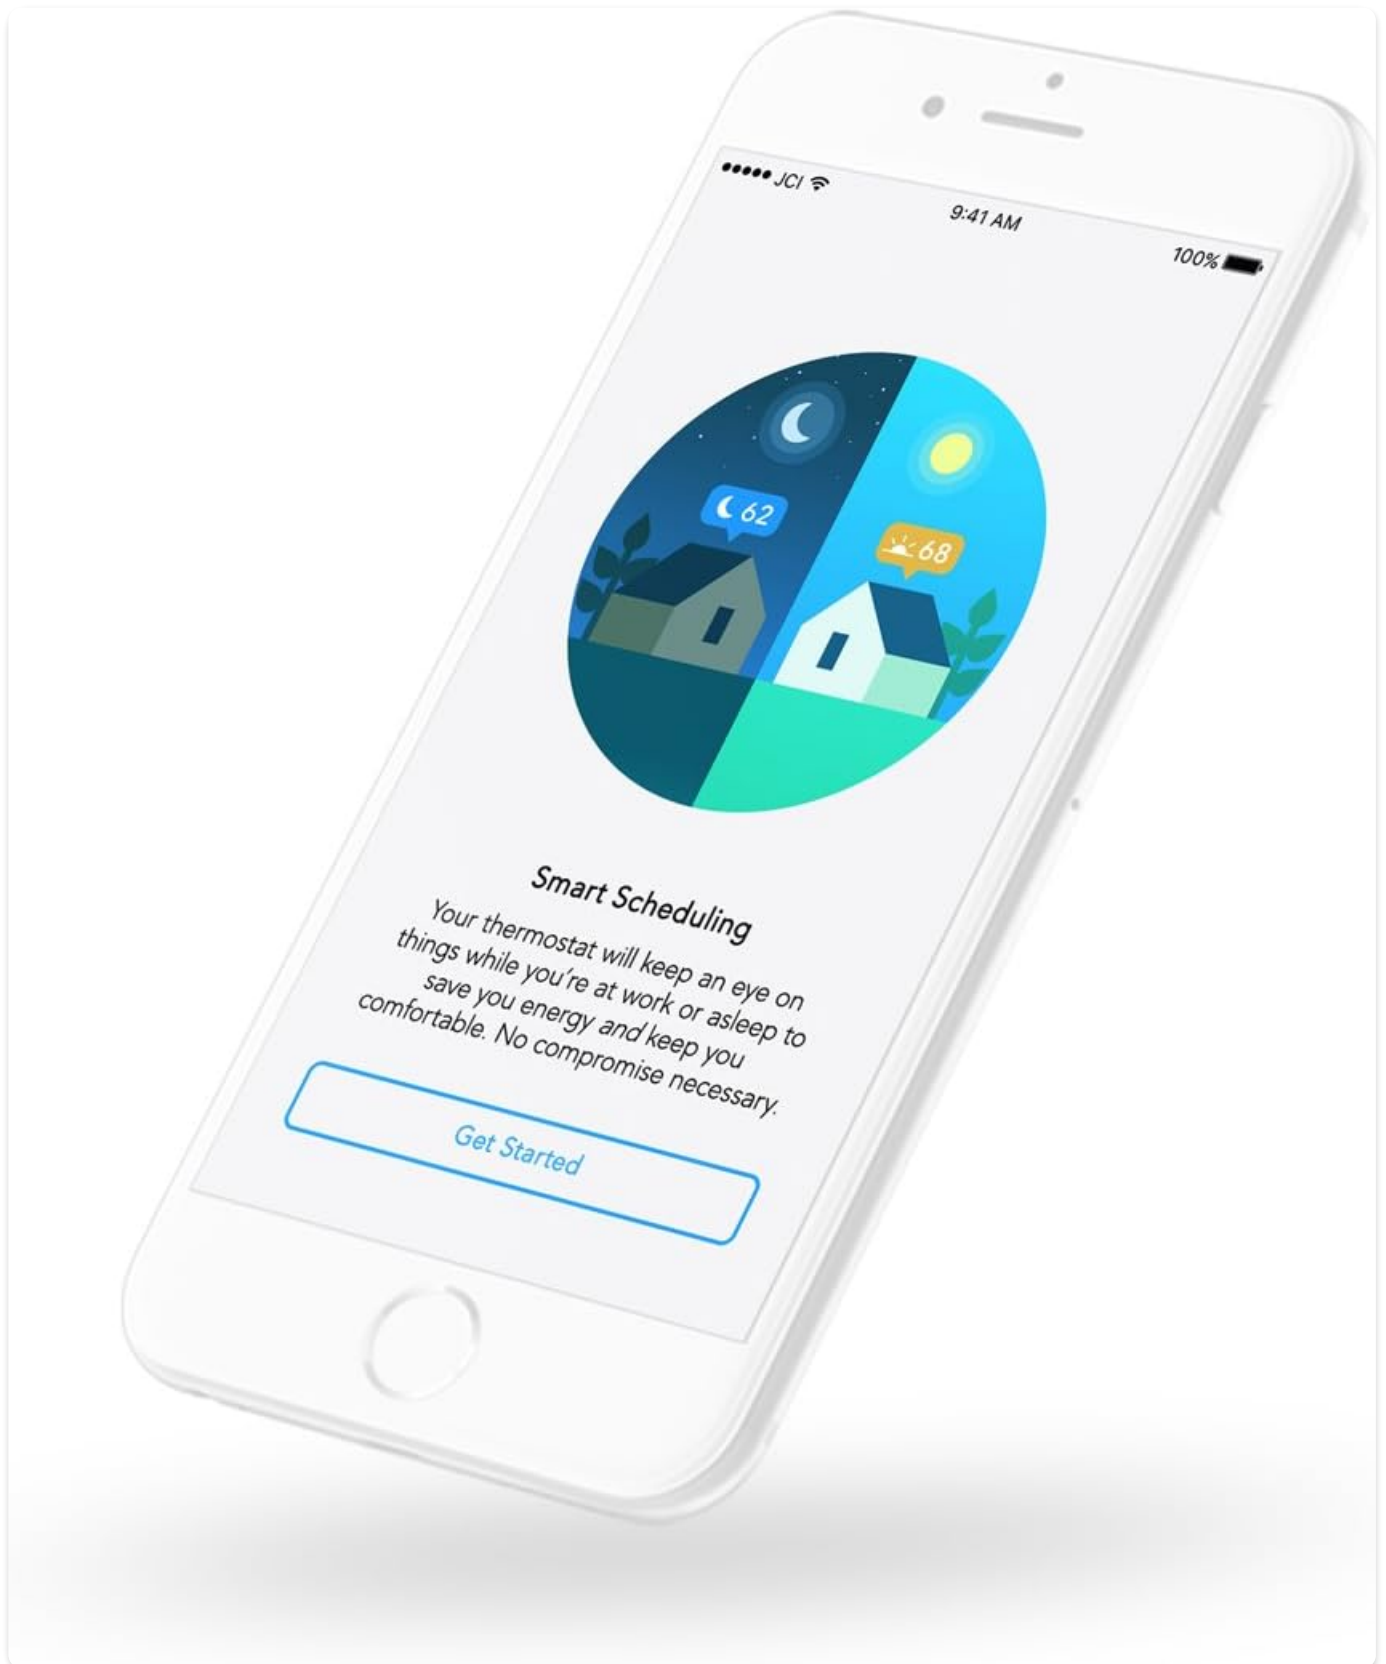 JCI
9:41 AM
100%
62
68
Smart Scheduling
Your thermostat will keep an eye on
things while you're at work or asleep to
save you energy and keep you
comfortable. No compromise necessary.
Get Started